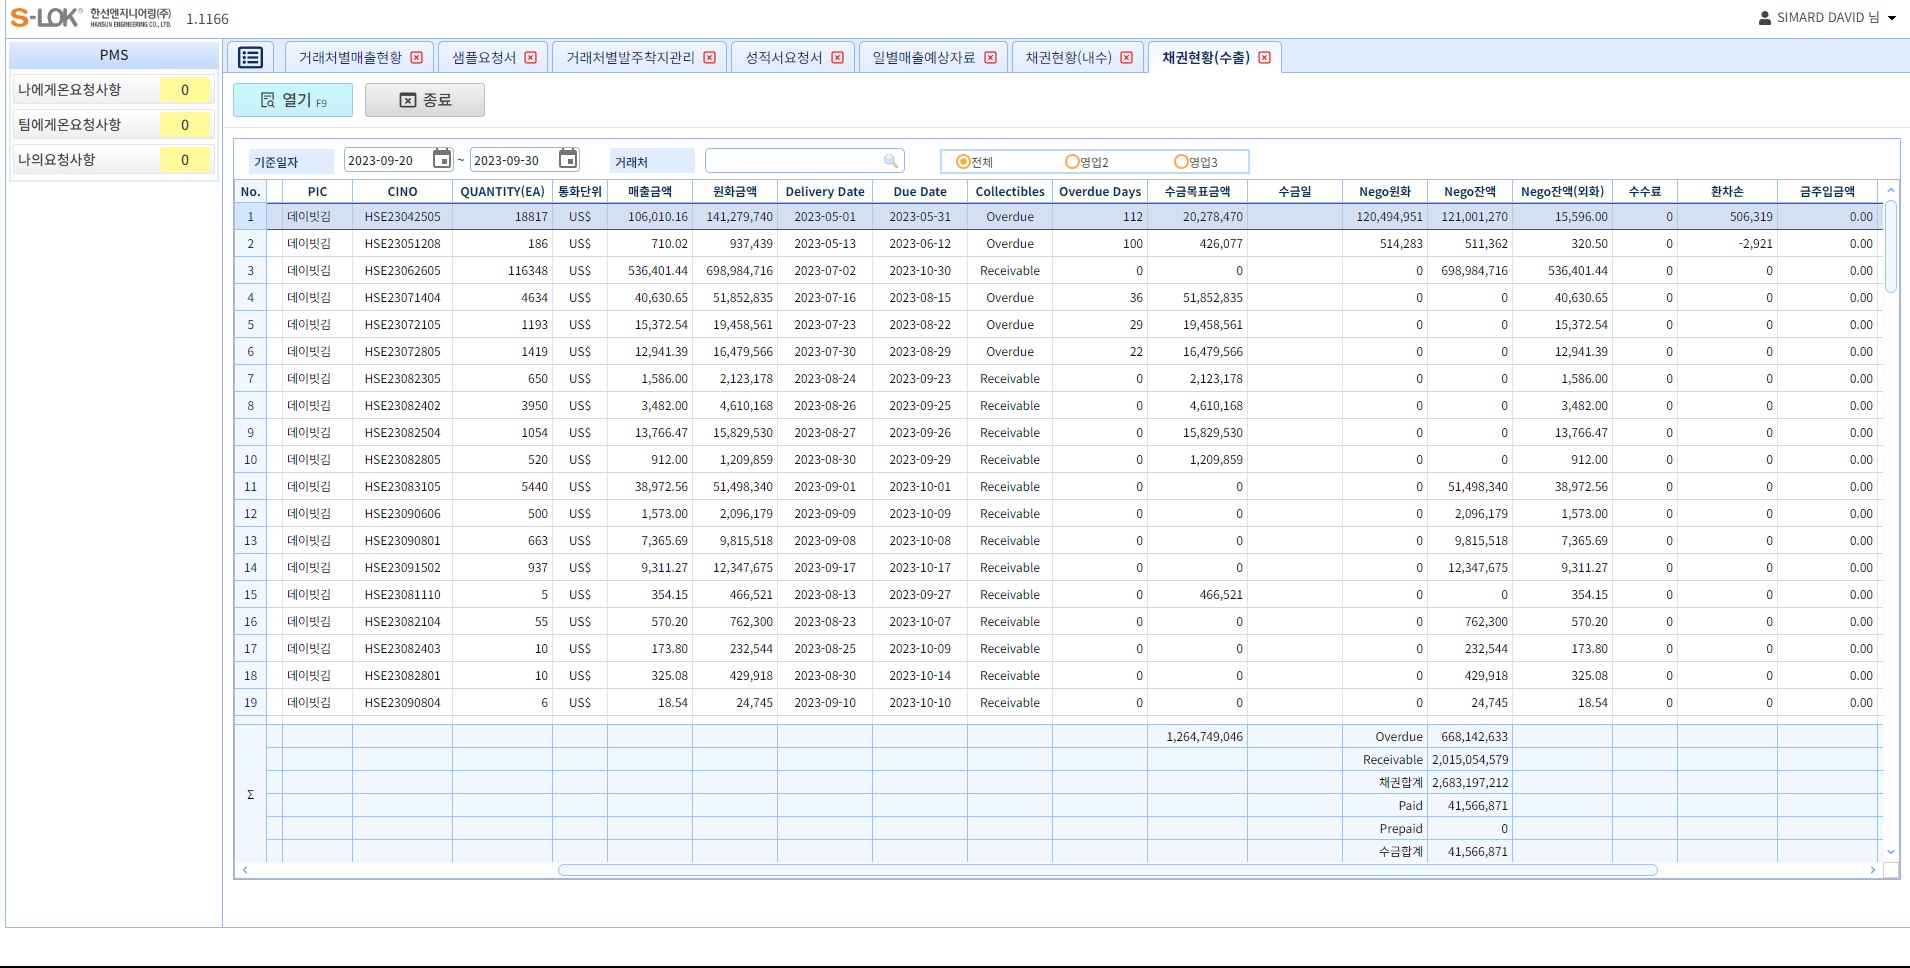 S-LOK® 한선엔지니어링(주) HANSUN ENGINEERING CO., LTD. 1.1166 SIMARD DAVID 님
PMS
나에게온요청사항 0
팀에게온요청사항 0
나의요청사항 0
거래처별매출현황 샘플요청서 거래처별발주착지관리 성적서요청서 일별매출예상자료 채권현황(내수) 채권현황(수출)
열기 F9 종료
기준일자 2023-09-20 ~ 2023-09-30 거래처 전체 영업2 영업3
No. PIC CINO QUANTITY(EA) 통화단위 매출금액 원화금액 Delivery Date Due Date Collectibles Overdue Days 수금목표금액 수금일 Nego원화 Nego잔액 Nego잔액(외화) 수수료 환차손 금주입금액
1 데이빗김 HSE23042505 18817 US$ 106,010.16 141,279,740 2023-05-01 2023-05-31 Overdue 112 20,278,470 120,494,951 121,001,270 15,596.00 0 506,319 0.00
2 데이빗김 HSE23051208 186 US$ 710.02 937,439 2023-05-13 2023-06-12 Overdue 100 426,077 514,283 511,362 320.50 0 -2,921 0.00
3 데이빗김 HSE23062605 116348 US$ 536,401.44 698,984,716 2023-07-02 2023-10-30 Receivable 0 0 0 698,984,716 536,401.44 0 0 0.00
4 데이빗김 HSE23071404 4634 US$ 40,630.65 51,852,835 2023-07-16 2023-08-15 Overdue 36 51,852,835 0 0 40,630.65 0 0 0.00
5 데이빗김 HSE23072105 1193 US$ 15,372.54 19,458,561 2023-07-23 2023-08-22 Overdue 29 19,458,561 0 0 15,372.54 0 0 0.00
6 데이빗김 HSE23072805 1419 US$ 12,941.39 16,479,566 2023-07-30 2023-08-29 Overdue 22 16,479,566 0 0 12,941.39 0 0 0.00
7 데이빗김 HSE23082305 650 US$ 1,586.00 2,123,178 2023-08-24 2023-09-23 Receivable 0 2,123,178 0 0 1,586.00 0 0 0.00
8 데이빗김 HSE23082402 3950 US$ 3,482.00 4,610,168 2023-08-26 2023-09-25 Receivable 0 4,610,168 0 0 3,482.00 0 0 0.00
9 데이빗김 HSE23082504 1054 US$ 13,766.47 15,829,530 2023-08-27 2023-09-26 Receivable 0 15,829,530 0 0 13,766.47 0 0 0.00
10 데이빗김 HSE23082805 520 US$ 912.00 1,209,859 2023-08-30 2023-09-29 Receivable 0 1,209,859 0 0 912.00 0 0 0.00
11 데이빗김 HSE23083105 5440 US$ 38,972.56 51,498,340 2023-09-01 2023-10-01 Receivable 0 0 0 51,498,340 38,972.56 0 0 0.00
12 데이빗김 HSE23090606 500 US$ 1,573.00 2,096,179 2023-09-09 2023-10-09 Receivable 0 0 0 2,096,179 1,573.00 0 0 0.00
13 데이빗김 HSE23090801 663 US$ 7,365.69 9,815,518 2023-09-08 2023-10-08 Receivable 0 0 0 9,815,518 7,365.69 0 0 0.00
14 데이빗김 HSE23091502 937 US$ 9,311.27 12,347,675 2023-09-17 2023-10-17 Receivable 0 0 0 12,347,675 9,311.27 0 0 0.00
15 데이빗김 HSE23081110 5 US$ 354.15 466,521 2023-08-13 2023-09-27 Receivable 0 466,521 0 0 354.15 0 0 0.00
16 데이빗김 HSE23082104 55 US$ 570.20 762,300 2023-08-23 2023-10-07 Receivable 0 0 0 762,300 570.20 0 0 0.00
17 데이빗김 HSE23082403 10 US$ 173.80 232,544 2023-08-25 2023-10-09 Receivable 0 0 0 232,544 173.80 0 0 0.00
18 데이빗김 HSE23082801 10 US$ 325.08 429,918 2023-08-30 2023-10-14 Receivable 0 0 0 429,918 325.08 0 0 0.00
19 데이빗김 HSE23090804 6 US$ 18.54 24,745 2023-09-10 2023-10-10 Receivable 0 0 0 24,745 18.54 0 0 0.00
1,264,749,046 Overdue 668,142,633
Receivable 2,015,054,579
채권합계 2,683,197,212
Σ
Paid 41,566,871
Prepaid 0
수금합계 41,566,871